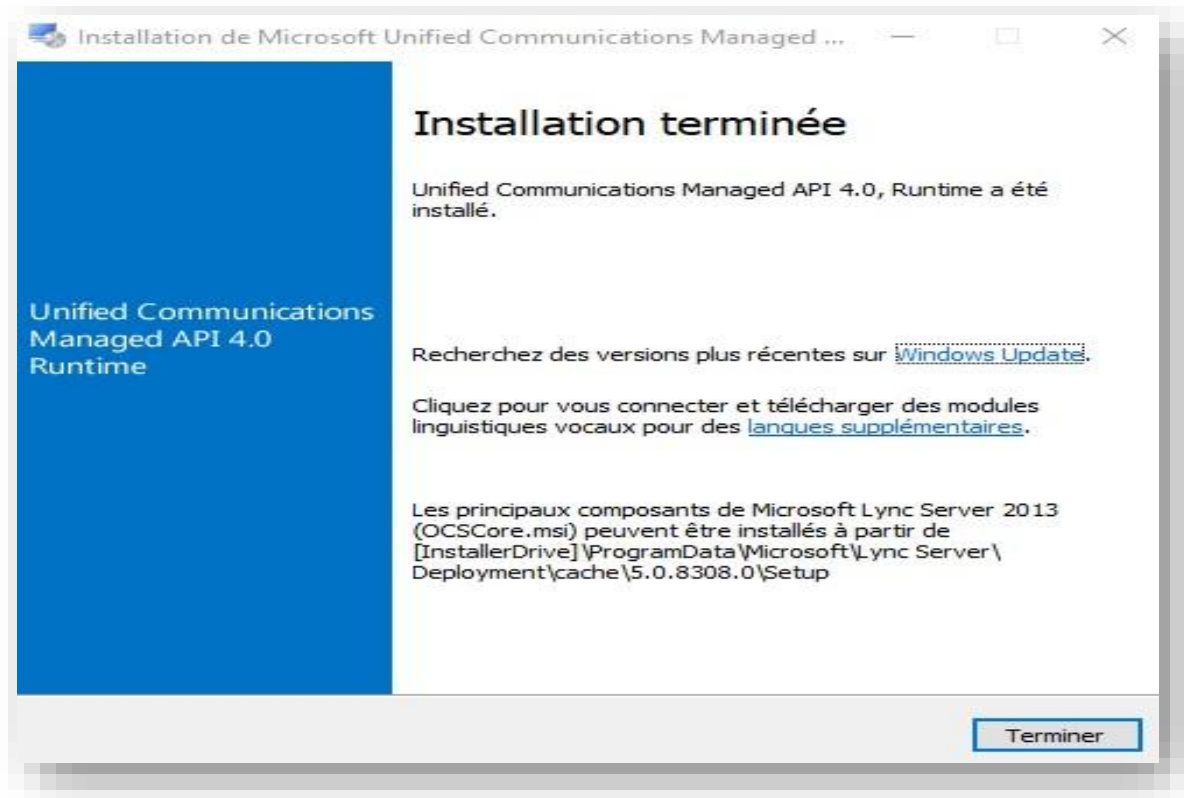 Installation de Microsoft Unified Communications Managed ...
Installation terminée
Unified Communications Managed API 4.0, Runtime a été
installé.
Unified Communications
Managed API 4.0
Runtime
Recherchez des versions plus récentes sur Windows Update.
Cliquez pour vous connecter et télécharger des modules
linguistiques vocaux pour des langues supplémentaires.
Les principaux composants de Microsoft Lync Server 2013
(OCSCore.msi) peuvent être installés à partir de
[InstallerDrive]\ProgramData\Microsoft\Lync Server\
Deployment\cache\5.0.8308.0\Setup
Terminer